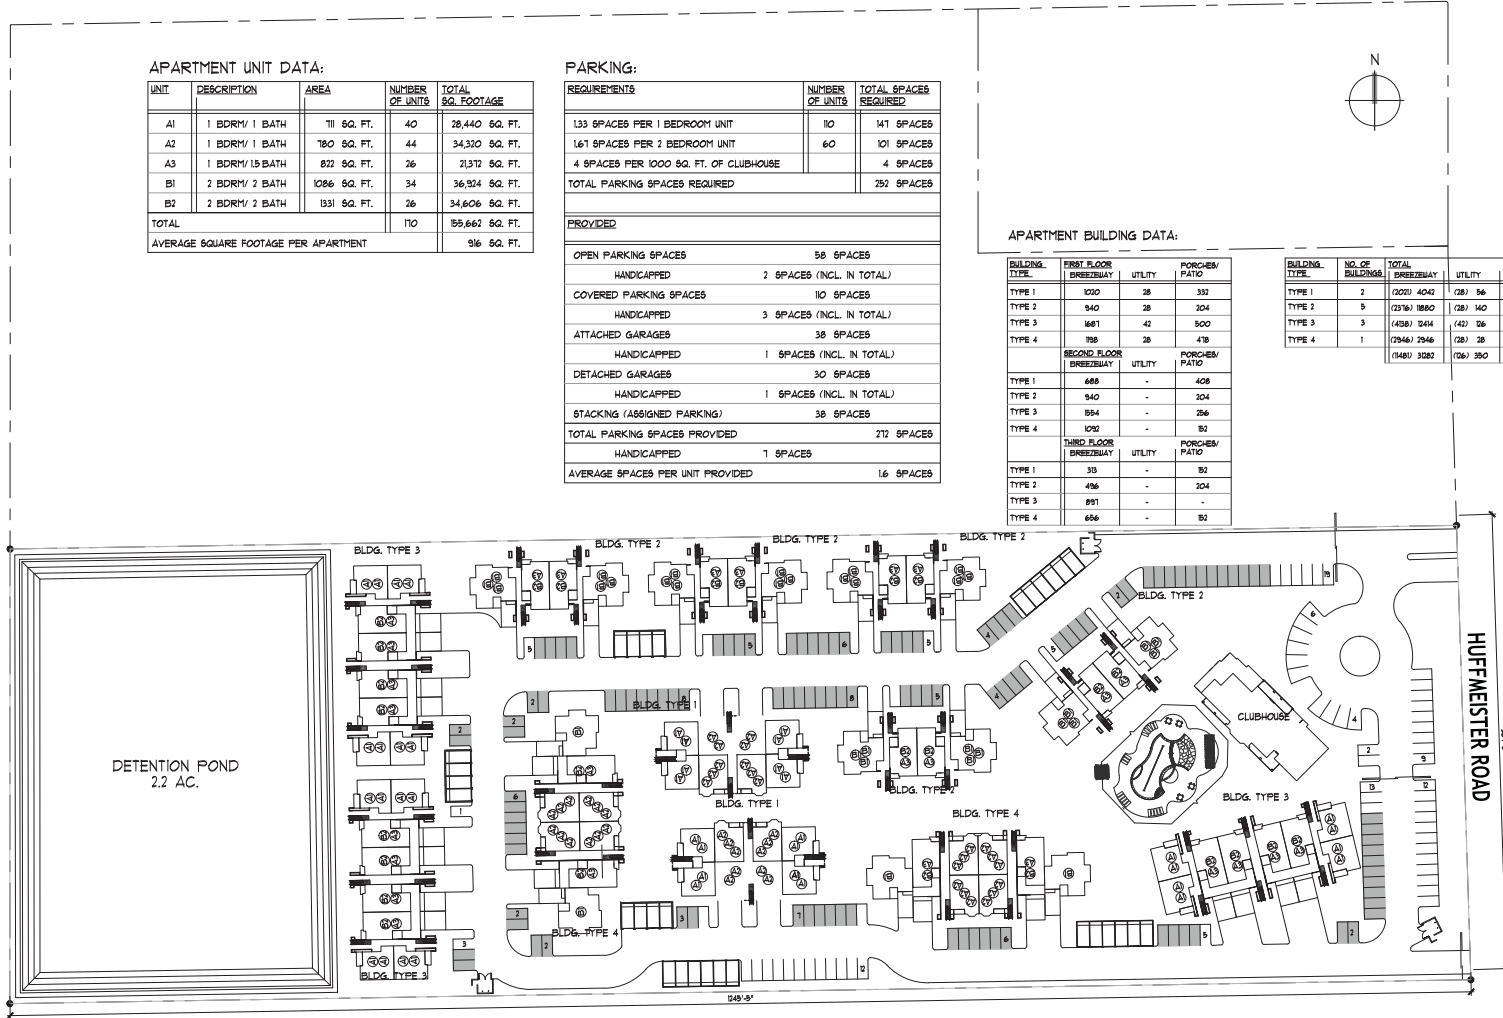 N
APARTMENT UNIT DATA:
UNIT DESCRIPTION AREA NUMBER OF UNITS TOTAL SQ. FOOTAGE
A1 1 BDRM/ 1 BATH 711 SQ. FT. 40 28,440 SQ. FT.
A2 1 BDRM/ 1 BATH 780 SQ. FT. 44 34,320 SQ. FT.
A3 1 BDRM/ 1.5 BATH 822 SQ. FT. 26 21,372 SQ. FT.
B1 2 BDRM/ 2 BATH 1086 SQ. FT. 34 36,924 SQ. FT.
B2 2 BDRM/ 2 BATH 1331 SQ. FT. 26 34,606 SQ. FT.
TOTAL 170 155,662 SQ. FT.
AVERAGE SQUARE FOOTAGE PER APARTMENT 916 SQ. FT.
PARKING:
REQUIREMENTS NUMBER OF UNITS TOTAL SPACES REQUIRED
1.33 SPACES PER 1 BEDROOM UNIT 110 147 SPACES
1.67 SPACES PER 2 BEDROOM UNIT 60 101 SPACES
4 SPACES PER 1000 SQ. FT. OF CLUBHOUSE 4 SPACES
TOTAL PARKING SPACES REQUIRED 252 SPACES
PROVIDED
OPEN PARKING SPACES 58 SPACES
HANDICAPPED 2 SPACES (INCL. IN TOTAL)
COVERED PARKING SPACES 110 SPACES
HANDICAPPED 3 SPACES (INCL. IN TOTAL)
ATTACHED GARAGES 38 SPACES
HANDICAPPED 1 SPACES (INCL. IN TOTAL)
DETACHED GARAGES 30 SPACES
HANDICAPPED 1 SPACES (INCL. IN TOTAL)
STACKING (ASSIGNED PARKING) 38 SPACES
TOTAL PARKING SPACES PROVIDED 272 SPACES
HANDICAPPED 7 SPACES
AVERAGE SPACES PER UNIT PROVIDED 1.6 SPACES
APARTMENT BUILDING DATA:
BUILDING TYPE FIRST FLOOR BREEZEWAY UTILITY PORCHES/ PATIO
TYPE 1 1020 28 332
TYPE 2 940 28 204
TYPE 3 1687 42 500
TYPE 4 1198 28 478
SECOND FLOOR BREEZEWAY UTILITY PORCHES/ PATIO
TYPE 1 688 - 408
TYPE 2 940 - 204
TYPE 3 1554 - 256
TYPE 4 1092 - 152
THIRD FLOOR BREEZEWAY UTILITY PORCHES/ PATIO
TYPE 1 313 - 152
TYPE 2 496 - 204
TYPE 3 897 - -
TYPE 4 656 - 152
BUILDING TYPE NO. OF BUILDINGS TOTAL BREEZEWAY UTILITY
TYPE 1 2 (2021) 4042 (28) 56
TYPE 2 5 (2376) 11880 (28) 140
TYPE 3 3 (4138) 12414 (42) 126
TYPE 4 1 (2946) 2946 (28) 28
(11481) 31282 (126) 350
BLDG. TYPE 3
BLDG. TYPE 2
BLDG. TYPE 2
BLDG. TYPE 2
BLDG. TYPE 2
HUFFMEISTER ROAD
BLDG. TYPE 1
CLUBHOUSE
DETENTION POND
2.2 AC.
BLDG. TYPE 2
BLDG. TYPE 3
BLDG. TYPE 1
BLDG. TYPE 4
BLDG. TYPE 4
BLDG. TYPE 3
1245'-5"